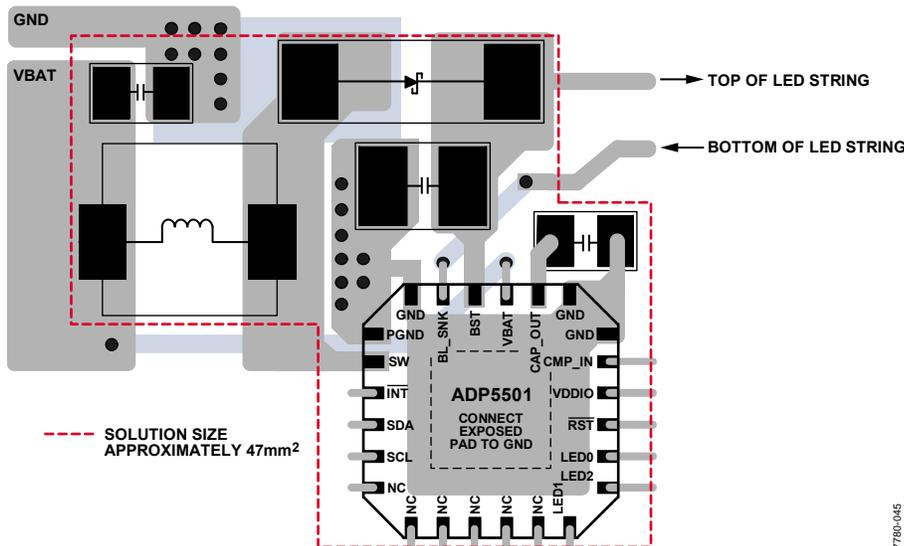 GND
VBAT
TOP OF LED STRING
BOTTOM OF LED STRING
GND
BL_SNK
BST
VBAT
CAP_OUT
GND
PGND
GND
SW
CMP_IN
INT
VDDIO
SDA
RST
SCL
LED0
NC
LED2
ADP5501
CONNECT
EXPOSED
PAD TO GND
NC
NC
NC
NC
NC
LED1
SOLUTION SIZE
APPROXIMATELY 47mm²
7780-045